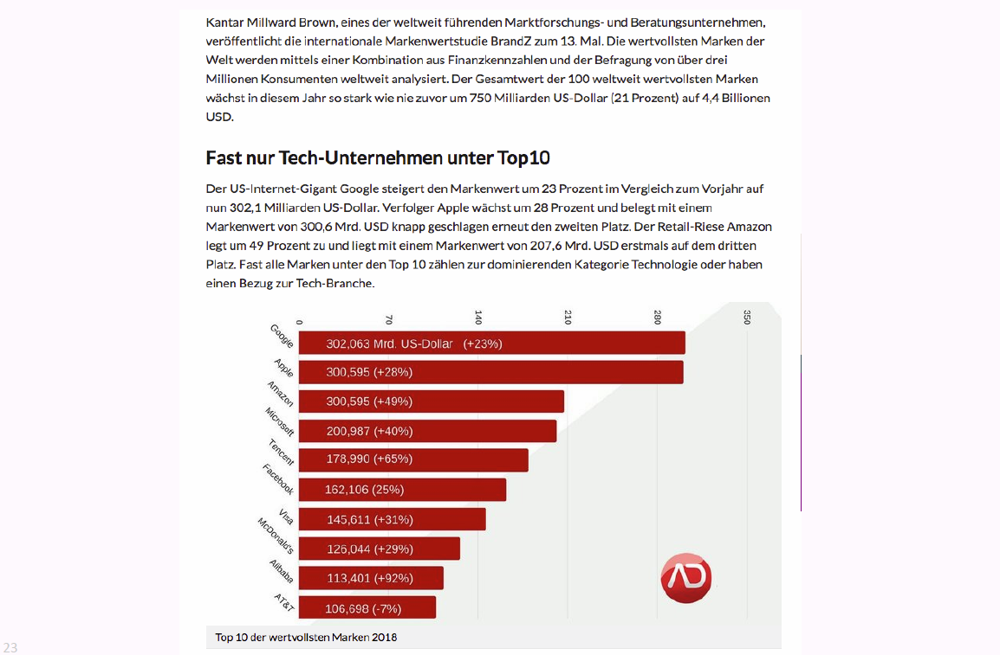 Kantar Millward Brown, eines der weltweit führenden Marktforschungs- und Beratungsunternehmen,
veröffentlicht die internationale Markenwertstudie BrandZ zum 13. Mal. Die wertvollsten Marken der
Welt werden mittels einer Kombination aus Finanzkennzahlen und der Befragung von über drei
Millionen Konsumenten weltweit analysiert. Der Gesamtwert der 100 weltweit wertvollsten Marken
wächst in diesem Jahr so stark wie nie zuvor um 750 Milliarden US-Dollar (21 Prozent) auf 4,4 Billionen
USD.
Fast nur Tech-Unternehmen unter Top10
Der US-Internet-Gigant Google steigert den Markenwert um 23 Prozent im Vergleich zum Vorjahr auf
nun 302,1 Milliarden US-Dollar. Verfolger Apple wächst um 28 Prozent und belegt mit einem
Markenwert von 300,6 Mrd. USD knapp geschlagen erneut den zweiten Platz. Der Retail-Riese Amazon
legt um 49 Prozent zu und liegt mit einem Markenwert von 207,6 Mrd. USD erstmals auf dem dritten
Platz. Fast alle Marken unter den Top 10 zählen zur dominierenden Kategorie Technologie oder haben
einen Bezug zur Tech-Branche.
0 70 140 210 280 350
Google 302,063 Mrd. US-Dollar (+23%)
Apple 300,595 (+28%)
Amazon 300,595 (+49%)
Microsoft 200,987 (+40%)
Tencent 178,990 (+65%)
Facebook 162,106 (25%)
Visa 145,611 (+31%)
McDonald's 126,044 (+29%)
Alibaba 113,401 (+92%)
AT&T 106,698 (-7%)
AD
Top 10 der wertvollsten Marken 2018
23